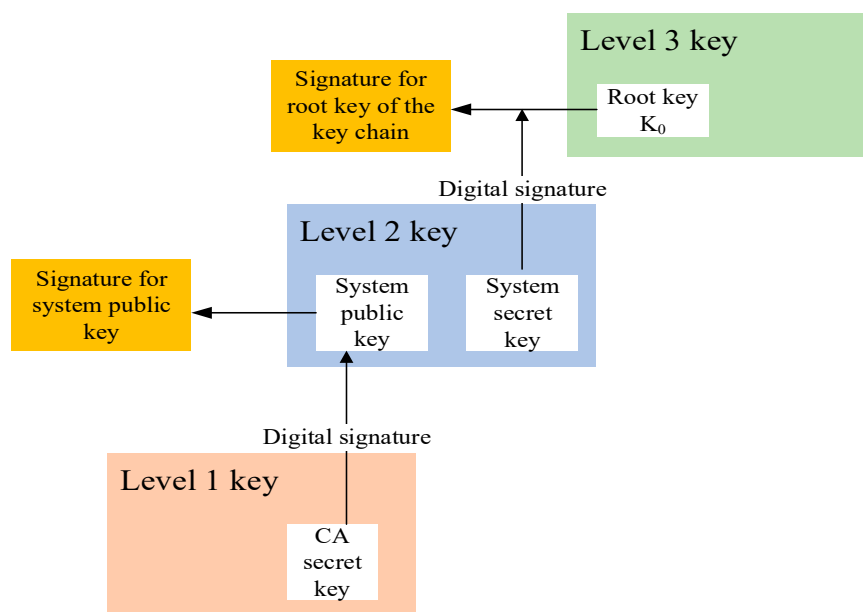 Level 3 key
Signature for
root key of the
key chain
Root key
K₀
Digital signature
Level 2 key
Signature for
system public
key
System
public
key
System
secret
key
Digital signature
Level 1 key
CA
secret
key